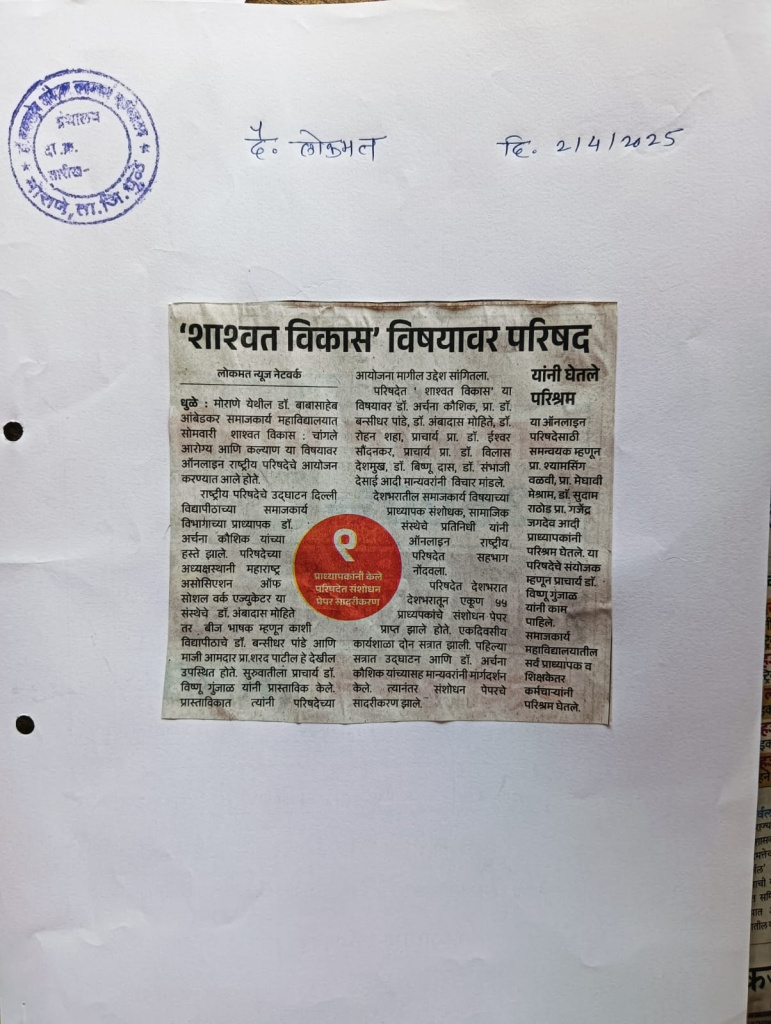 ग्रंथालय
दा.क्र.
तारीख-
मोराणे, ता.जि. धुळे
दै. लोकमत
दि. 2/4/2025
‘शाश्वत विकास’ विषयावर परिषद
लोकमत न्यूज नेटवर्क
धुळे : मोराणे येथील डॉ. बाबासाहेब
आंबेडकर समाजकार्य महाविद्यालयात
सोमवारी शाश्वत विकास : चांगले
आरोग्य आणि कल्याण या विषयावर
ऑनलाइन राष्ट्रीय परिषदेचे आयोजन
करण्यात आले होते.
राष्ट्रीय परिषदेचे उद्घाटन दिल्ली
विद्यापीठाच्या समाजकार्य
विभागाच्या प्राध्यापक डॉ.
अर्चना कौशिक यांच्या
हस्ते झाले. परिषदेच्या
अध्यक्षस्थानी महाराष्ट्र
असोसिएशन ऑफ
सोशल वर्क एज्युकेटर या
संस्थेचे डॉ. अंबादास मोहिते
तर बीज भाषक म्हणून काशी
विद्यापीठाचे डॉ. बन्सीधर पांडे आणि
माजी आमदार प्रा.शरद पाटील हे देखील
उपस्थित होते. सुरुवातीला प्राचार्य डॉ.
विष्णू गुंजाळ यांनी प्रास्ताविक केले.
प्रास्ताविकात त्यांनी परिषदेच्या
आयोजना मागील उद्देश सांगितला.
परिषदेत ' शाश्वत विकास' या
विषयावर डॉ. अर्चना कौशिक, प्रा. डॉ.
बन्सीधर पांडे, डॉ. अंबादास मोहिते, डॉ.
रोहन शहा, प्राचार्य प्रा. डॉ. ईश्वर
सौंदनकर, प्राचार्य प्रा. डॉ. विलास
देशमुख, डॉ. बिष्णू दास, डॉ. संभाजी
देसाई आदी मान्यवरांनी विचार मांडले.
देशभरातील समाजकार्य विषयाच्या
प्राध्यापक संशोधक, सामाजिक
संस्थेचे प्रतिनिधी यांनी
ऑनलाइन राष्ट्रीय
परिषदेत सहभाग
नोंदवला.
परिषदेत देशभरात
देशभरातून एकूण ५५
प्राध्यपकांचे संशोधन पेपर
प्राप्त झाले होते. एकदिवसीय
कार्यशाळा दोन सत्रात झाली. पहिल्या
सत्रात उद्घाटन आणि डॉ. अर्चना
कौशिक यांच्यासह मान्यवरांनी मार्गदर्शन
केले. त्यानंतर संशोधन पेपरचे
सादरीकरण झाले.
९
प्राध्यापकांनी केले
परिषदेत संशोधन
पेपर सादरीकरण
यांनी घेतले
परिश्रम
या ऑनलाइन
परिषदेसाठी
समन्वयक म्हणून
प्रा. श्यामसिंग
वळवी, प्रा. मेघावी
मेश्राम, डॉ. सुदाम
राठोड प्रा. गजेंद्र
जगदेव आदी
प्राध्यापकांनी
परिश्रम घेतले. या
परिषदेचे संयोजक
म्हणून प्राचार्य डॉ.
विष्णू गुंजाळ
यांनी काम
पाहिले.
समाजकार्य
महाविद्यालयातील
सर्व प्राध्यापक व
शिक्षकेतर
कर्मचाऱ्यांनी
परिश्रम घेतले.